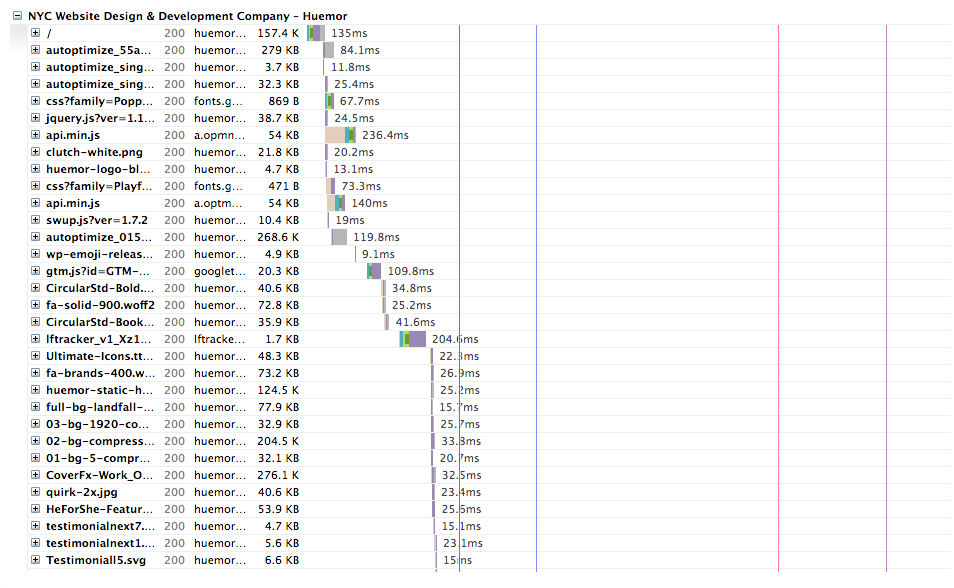 NYC Website Design & Development Company – Huemor
/ 200 huemor... 157.4 K 135ms
autoptimize_55a... 200 huemor... 279 KB 84.1ms
autoptimize_sing... 200 huemor... 3.7 KB 11.8ms
autoptimize_sing... 200 huemor... 32.3 KB 25.4ms
css?family=Popp... 200 fonts.g... 869 B 67.7ms
jquery.js?ver=1.1... 200 huemor... 38.7 KB 24.5ms
api.min.js 200 a.opmn... 54 KB 236.4ms
clutch-white.png 200 huemor... 21.8 KB 20.2ms
huemor-logo-bl... 200 huemor... 4.7 KB 13.1ms
css?family=Playf... 200 fonts.g... 471 B 73.3ms
api.min.js 200 a.optm... 54 KB 140ms
swup.js?ver=1.7.2 200 huemor... 10.4 KB 19ms
autoptimize_015... 200 huemor... 268.6 K 119.8ms
wp-emoji-releas... 200 huemor... 4.9 KB 9.1ms
gtm.js?id=GTM-... 200 googlet... 20.3 KB 109.8ms
CircularStd-Bold.... 200 huemor... 40.6 KB 34.8ms
fa-solid-900.woff2 200 huemor... 72.8 KB 25.2ms
CircularStd-Book... 200 huemor... 35.9 KB 41.6ms
lftracker_v1_Xz1... 200 lftracke... 1.7 KB 204.6ms
Ultimate-Icons.tt... 200 huemor... 48.3 KB 22.3ms
fa-brands-400.w... 200 huemor... 73.2 KB 26.9ms
huemor-static-h... 200 huemor... 124.5 K 25.2ms
full-bg-landfall-... 200 huemor... 77.9 KB 15.7ms
03-bg-1920-co... 200 huemor... 32.9 KB 25.7ms
02-bg-compress... 200 huemor... 204.5 K 33.8ms
01-bg-5-compr... 200 huemor... 32.1 KB 20.7ms
CoverFx-Work_O... 200 huemor... 276.1 K 32.5ms
quirk-2x.jpg 200 huemor... 40.6 KB 23.4ms
HeForShe-Featur... 200 huemor... 53.9 KB 25.6ms
testimonialnext7.... 200 huemor... 4.7 KB 15.1ms
testimonialnext1.... 200 huemor... 5.6 KB 23.1ms
Testimoniall5.svg 200 huemor... 6.6 KB 15ms